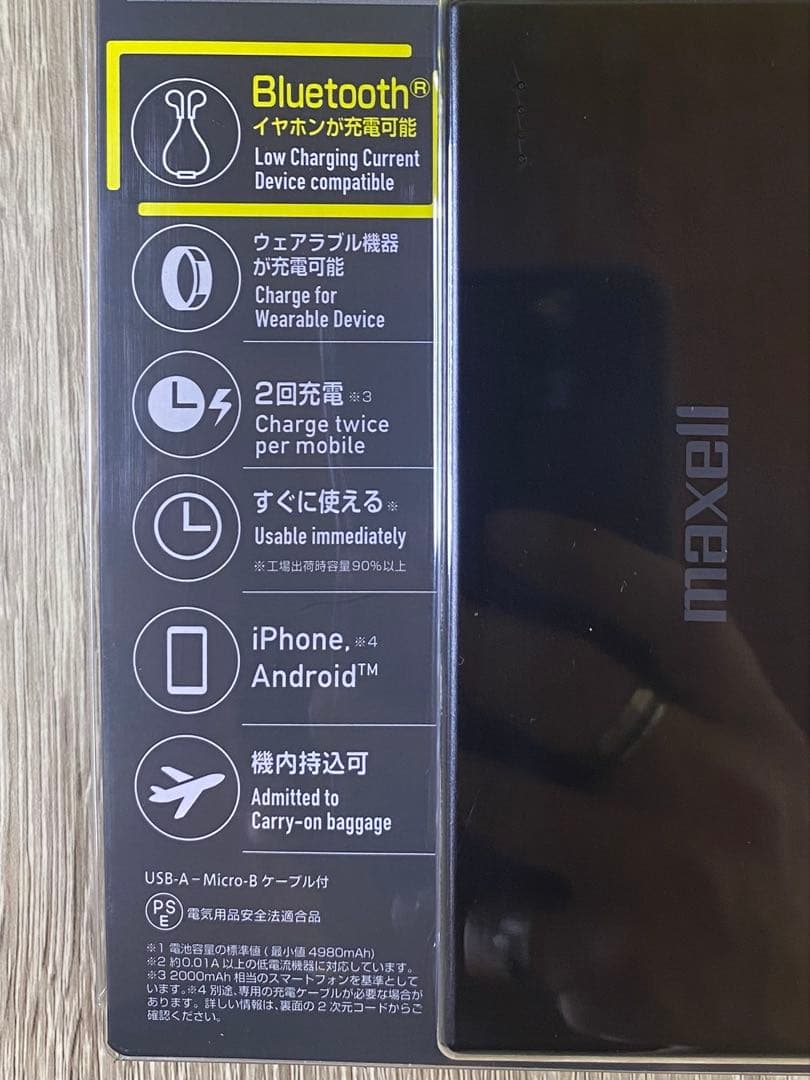 Bluetooth®
イヤホンが充電可能
Low Charging Current
Device compatible
ウェアラブル機器
が充電可能
Charge for
Wearable Device
2回充電 ※3
Charge twice
per mobile
すぐに使える※
Usable immediately
※工場出荷時容量90%以上
iPhone, ※4
Android™
機内持込可
Admitted to
Carry-on baggage
USB-A – Micro-B ケーブル付
PS
E
電気用品安全法適合品
※1 電池容量の標準値 (最小値 4980mAh)
※2 約0.01A 以上の低電流機器に対応しています。
※3 2000mAh 相当のスマートフォンを基準として
います。※4 別途、専用の充電ケーブルが必要な場合が
あります。詳しい情報は、裏面の 2 次元コードからご
確認ください。
maxell